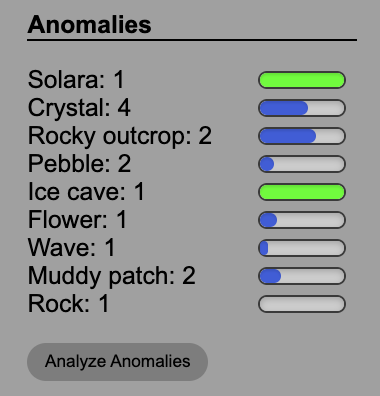 Anomalies
Solara: 1
Crystal: 4
Rocky outcrop: 2
Pebble: 2
Ice cave: 1
Flower: 1
Wave: 1
Muddy patch: 2
Rock: 1
Analyze Anomalies